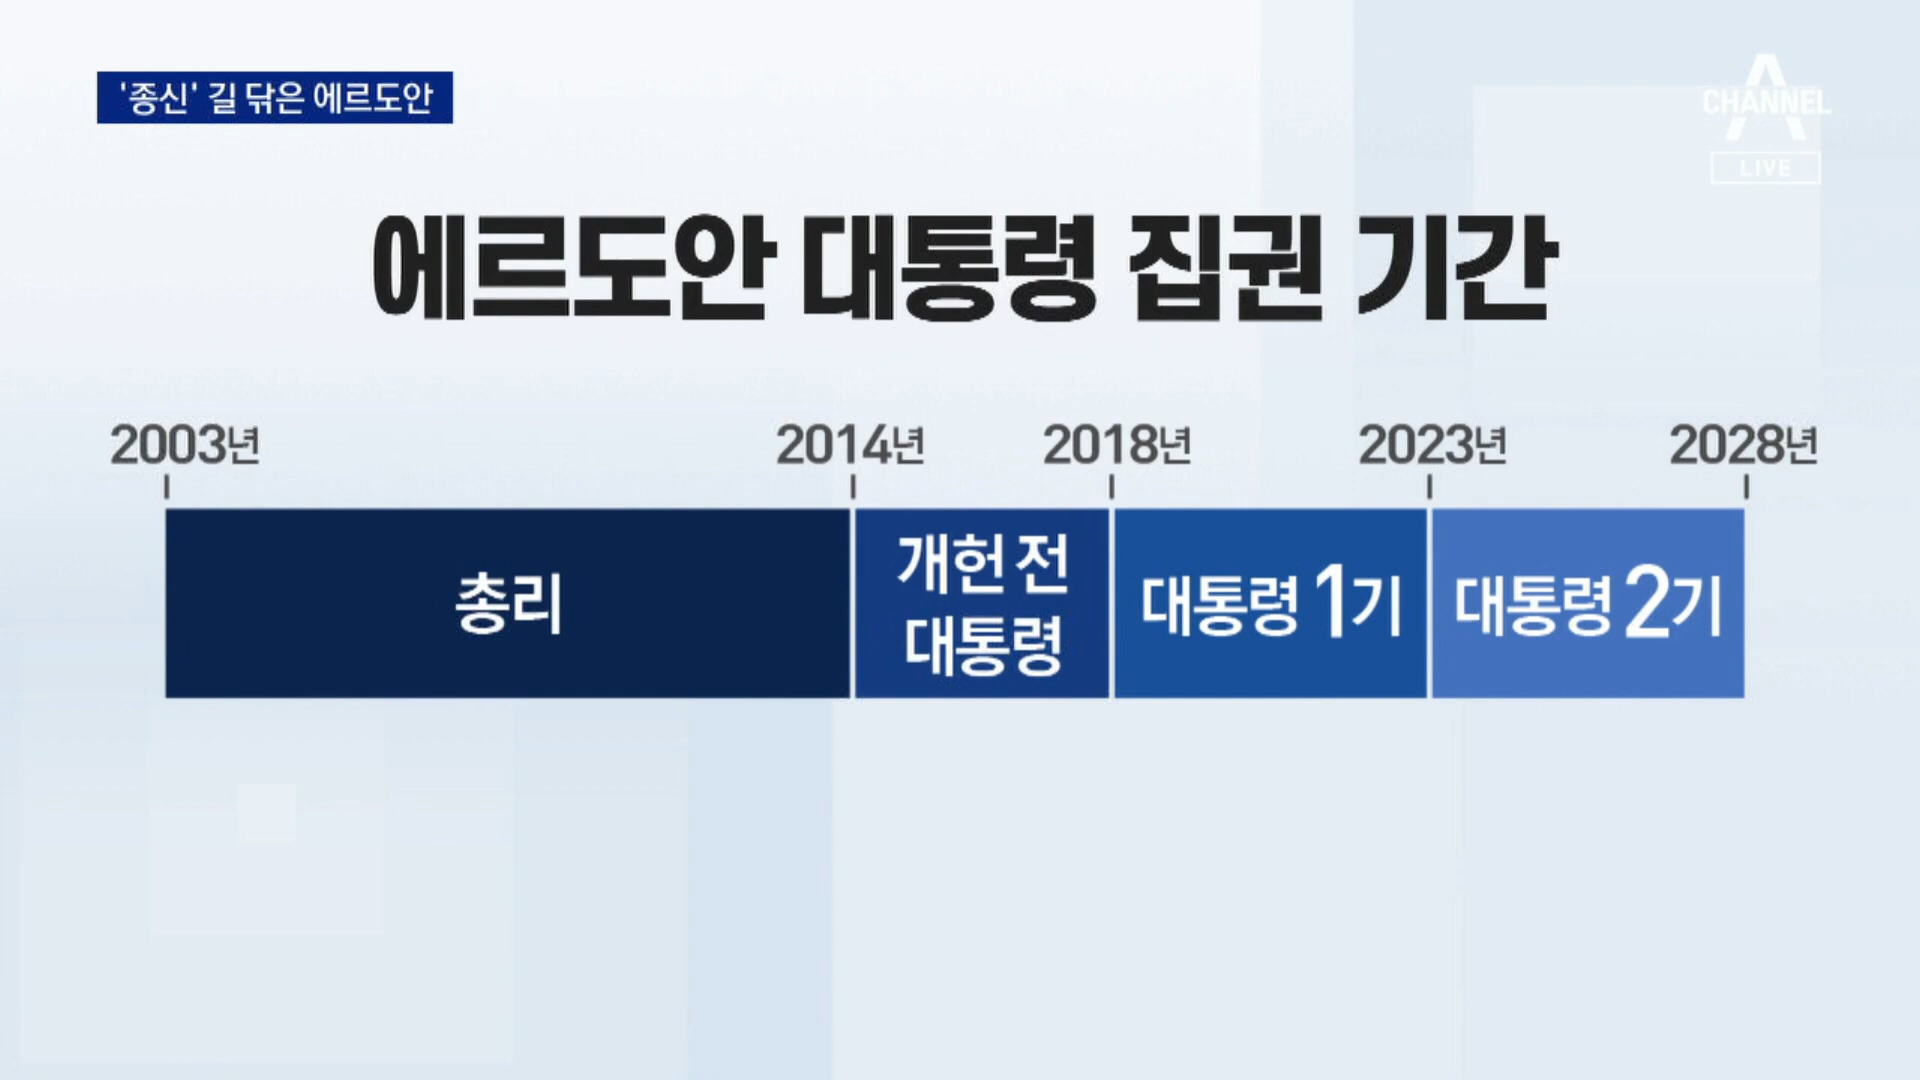 '종신' 길 닦은 에르도안
CHANNEL A
LIVE
에르도안 대통령 집권 기간
2003년 2014년 2018년 2023년 2028년
총리
개헌 전
대통령
대통령 1기
대통령 2기